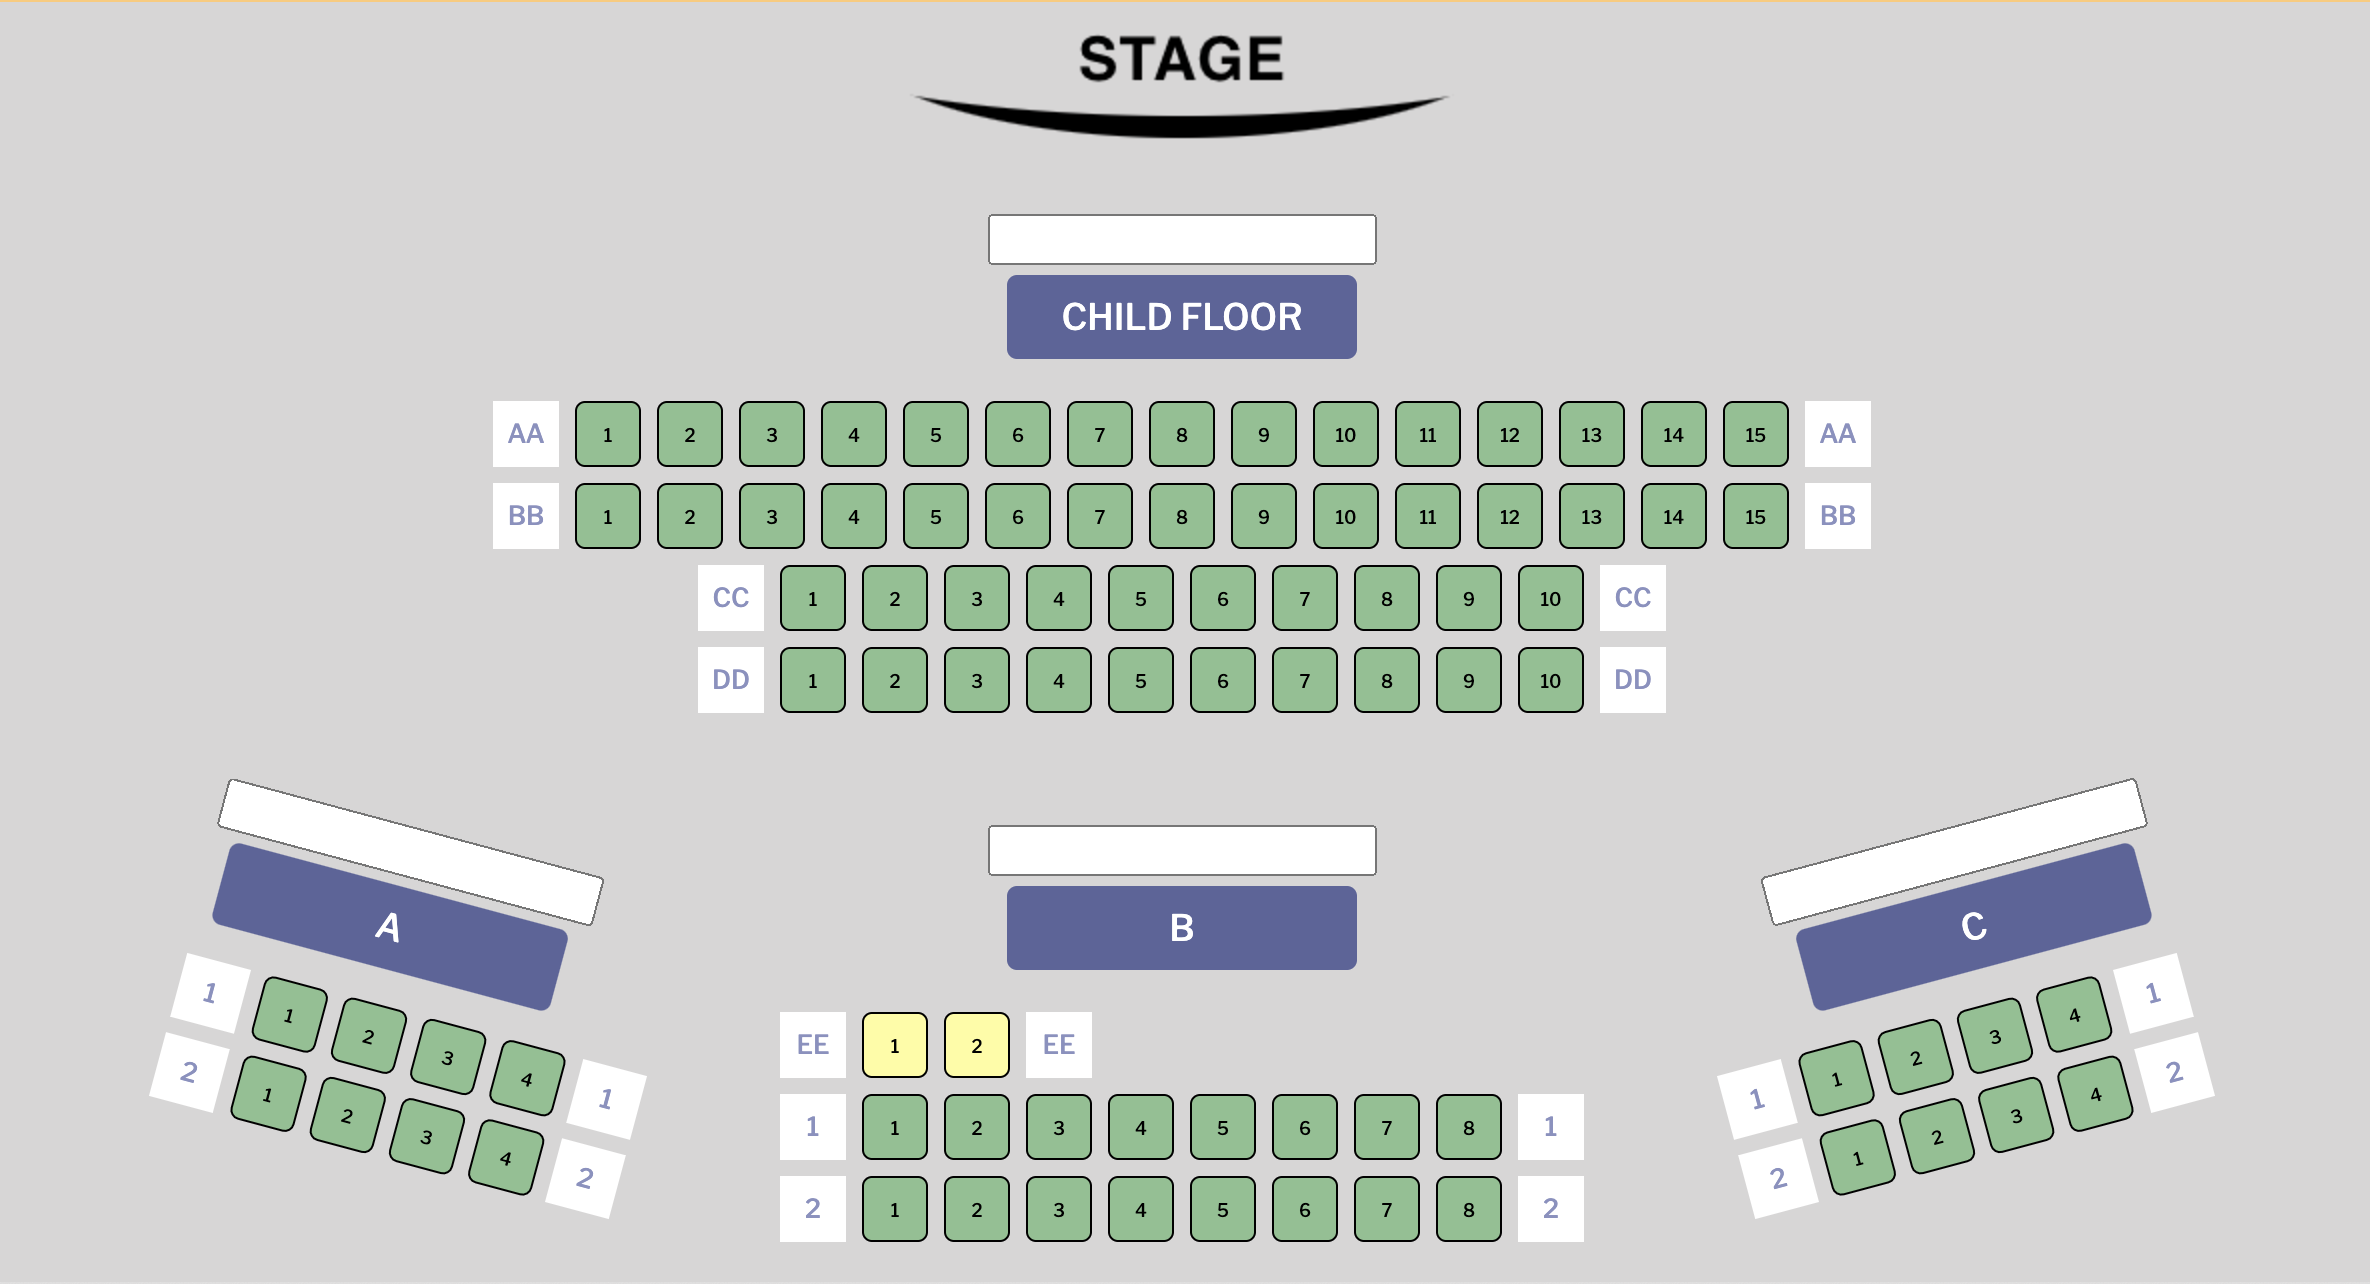 STAGE
CHILD FLOOR
AA 1 2 3 4 5 6 7 8 9 10 11 12 13 14 15 AA
BB 1 2 3 4 5 6 7 8 9 10 11 12 13 14 15 BB
CC 1 2 3 4 5 6 7 8 9 10 CC
DD 1 2 3 4 5 6 7 8 9 10 DD
A
1 1 2 3 4 1
2 1 2 3 4 2
B
EE 1 2 EE
1 1 2 3 4 5 6 7 8 1
2 1 2 3 4 5 6 7 8 2
C
1 1 2 3 4 1
2 1 2 3 4 2